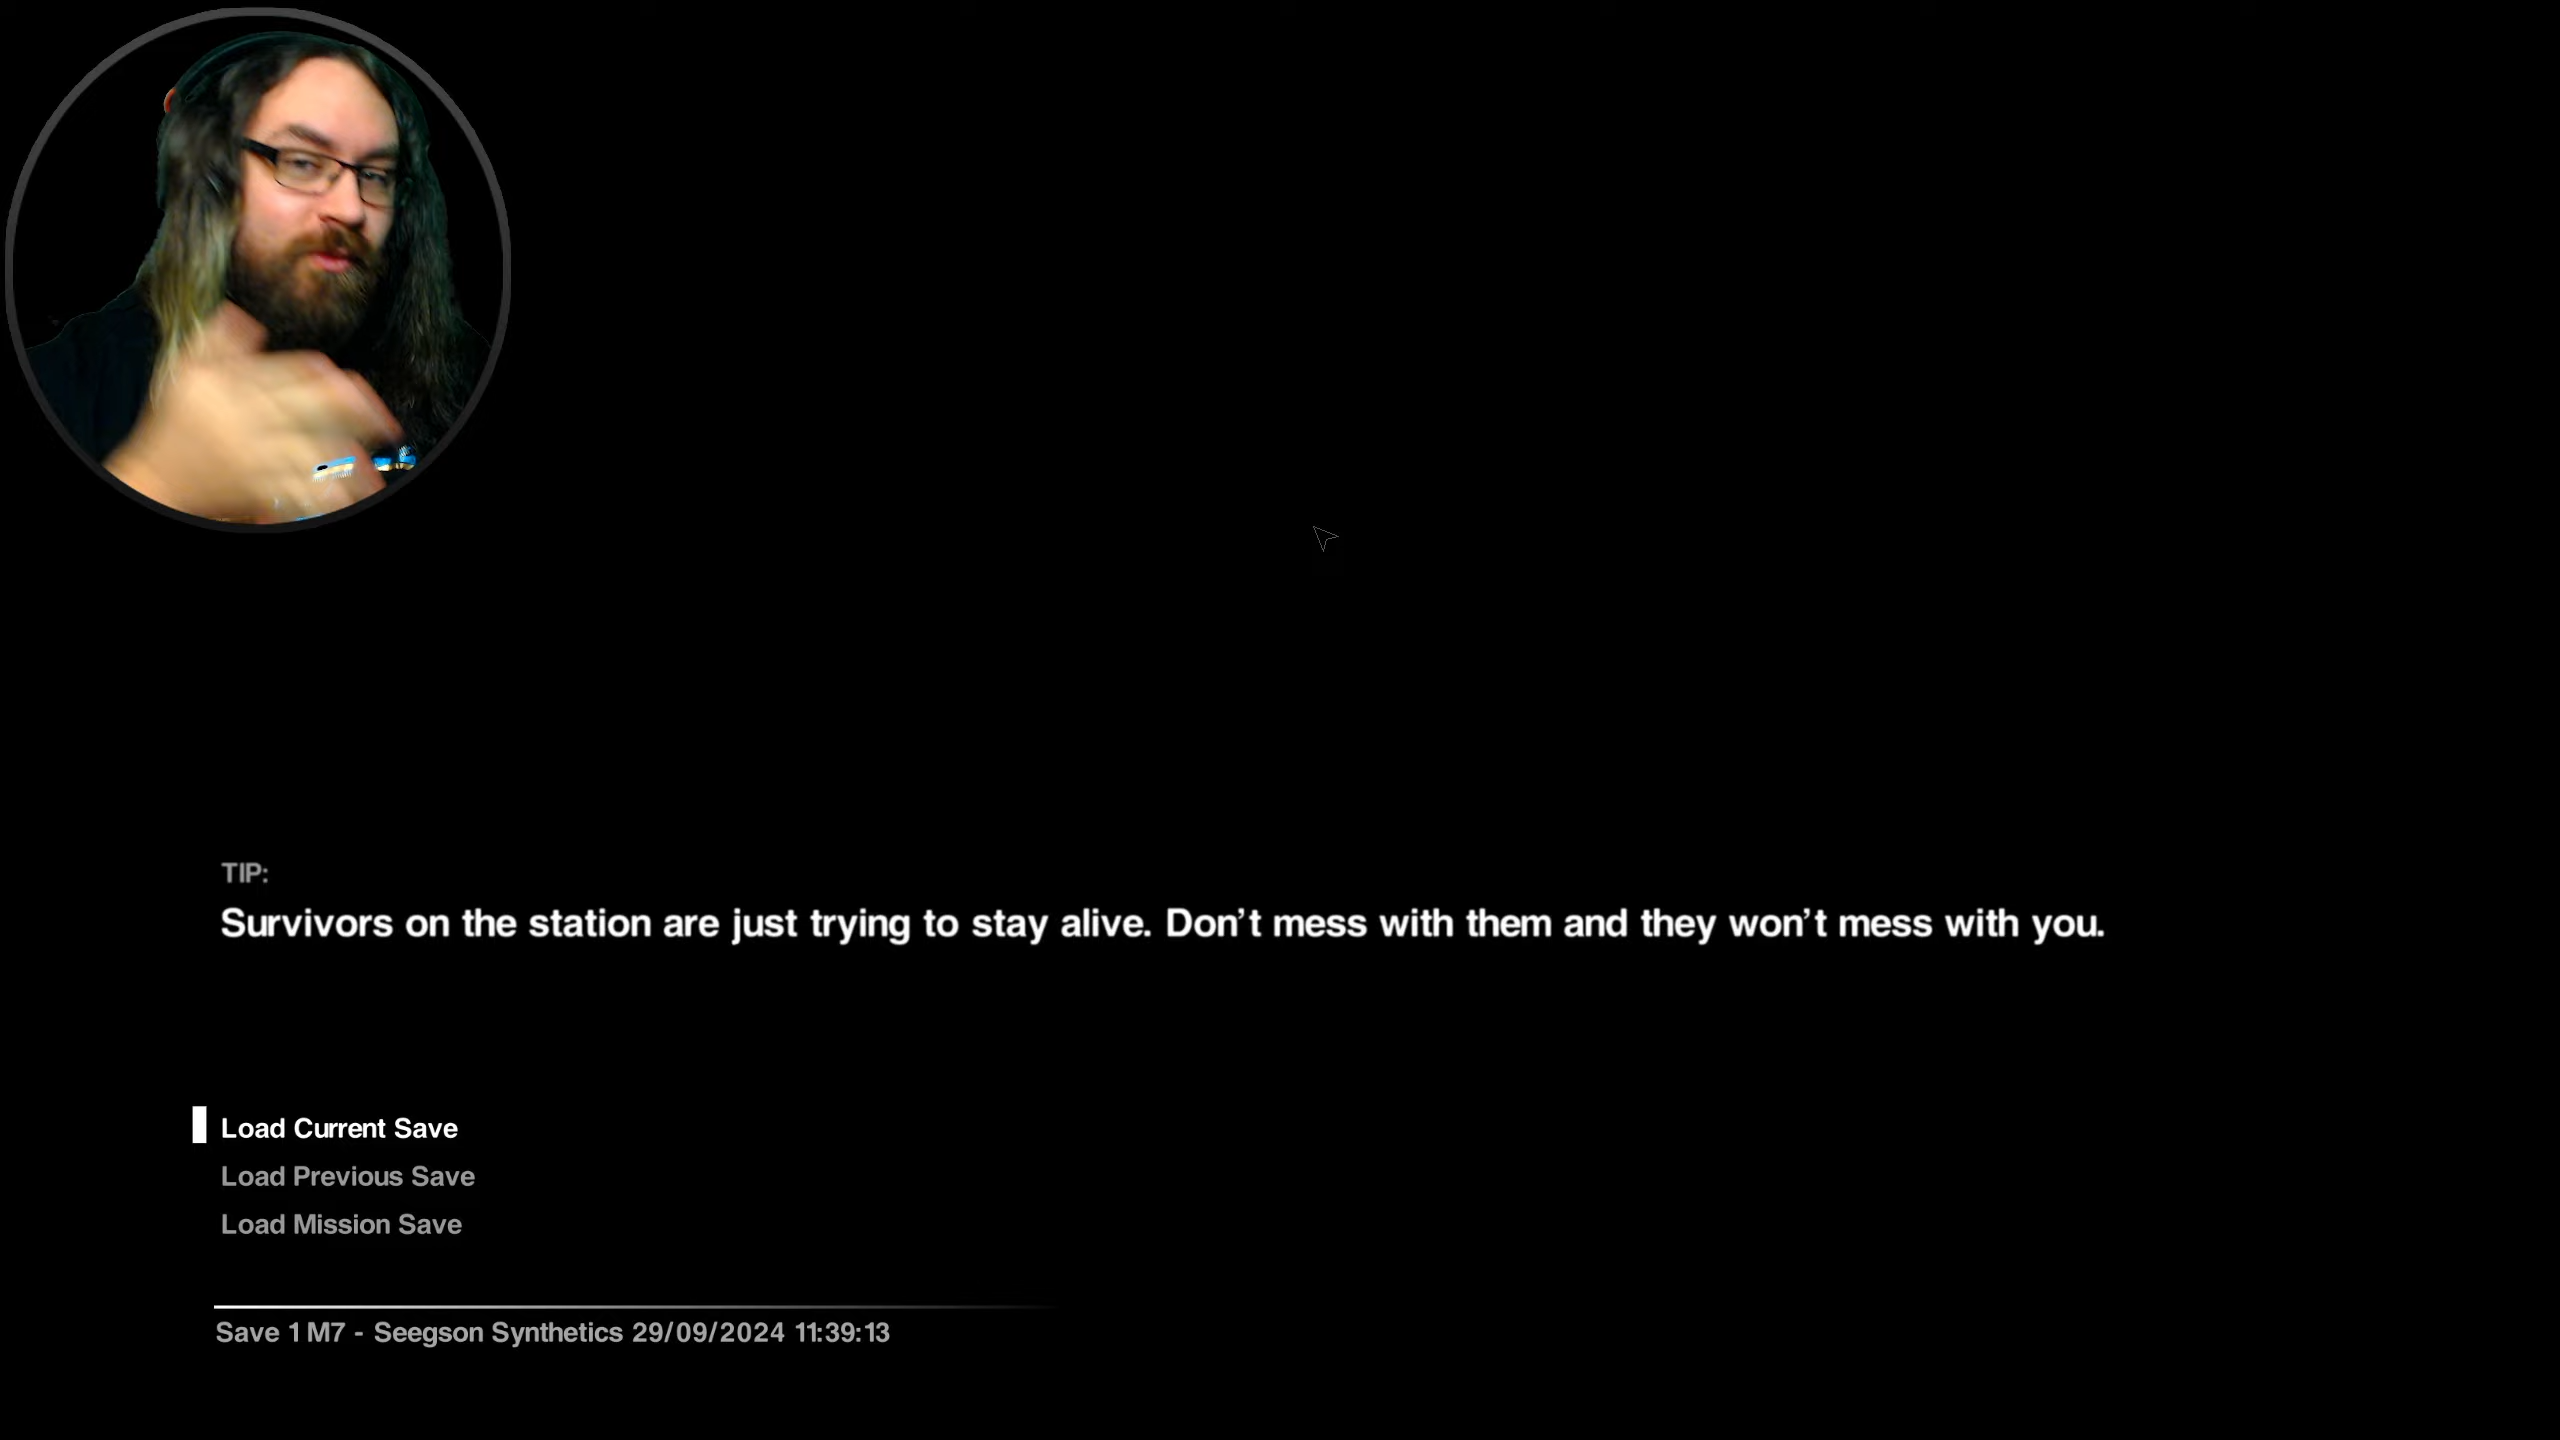 TIP:
Survivors on the station are just trying to stay alive. Don’t mess with them and they won’t mess with you.
Load Current Save
Load Previous Save
Load Mission Save
Save 1 M7 - Seegson Synthetics 29/09/2024 11:39:13